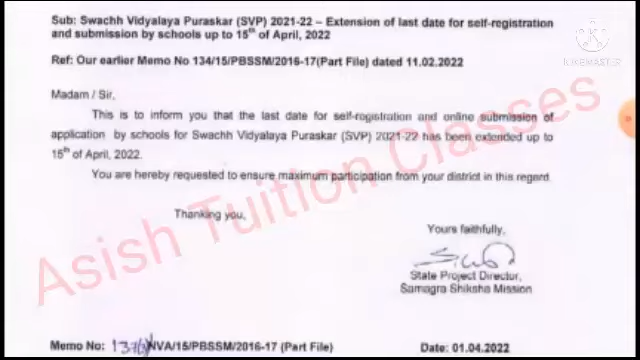 Sub: Swachh Vidyalaya Puraskar (SVP) 2021-22 – Extension of last date for self-registration
and submission by schools up to 15th of April, 2022
Ref: Our earlier Memo No 134/15/PBSSM/2016-17(Part File) dated 11.02.2022
Madam / Sir,
This is to inform you that the last date for self-registration and online submission of
application by schools for Swachh Vidyalaya Puraskar (SVP) 2021-22 has been extended up to
15th of April, 2022.
You are hereby requested to ensure maximum participation from your district in this regard
Thanking you,
Yours faithfully,
State Project Director,
Samagra Shiksha Mission
Memo No: NVA/15/PBSSM/2016-17 (Part File) Date: 01.04.2022
Asish Tuition Classes
KINEMASTER